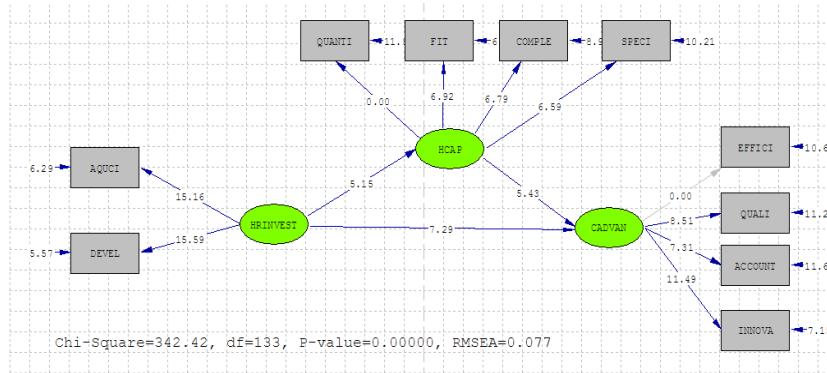 QUANTI
11.9
FIT
6
COMPLE
8.9
SPECI
10.21
0.00
6.92
6.79
6.59
EFFICI
10.6
6.29
AQUCI
HCAP
15.16
5.15
5.43
0.00
QUALI
11.2
HRINVEST
7.29
CADVAN
8.51
5.57
DEVEL
15.59
7.31
ACCOUNT
11.6
11.49
INNOVA
7.1
Chi-Square=342.42, df=133, P-value=0.00000, RMSEA=0.077